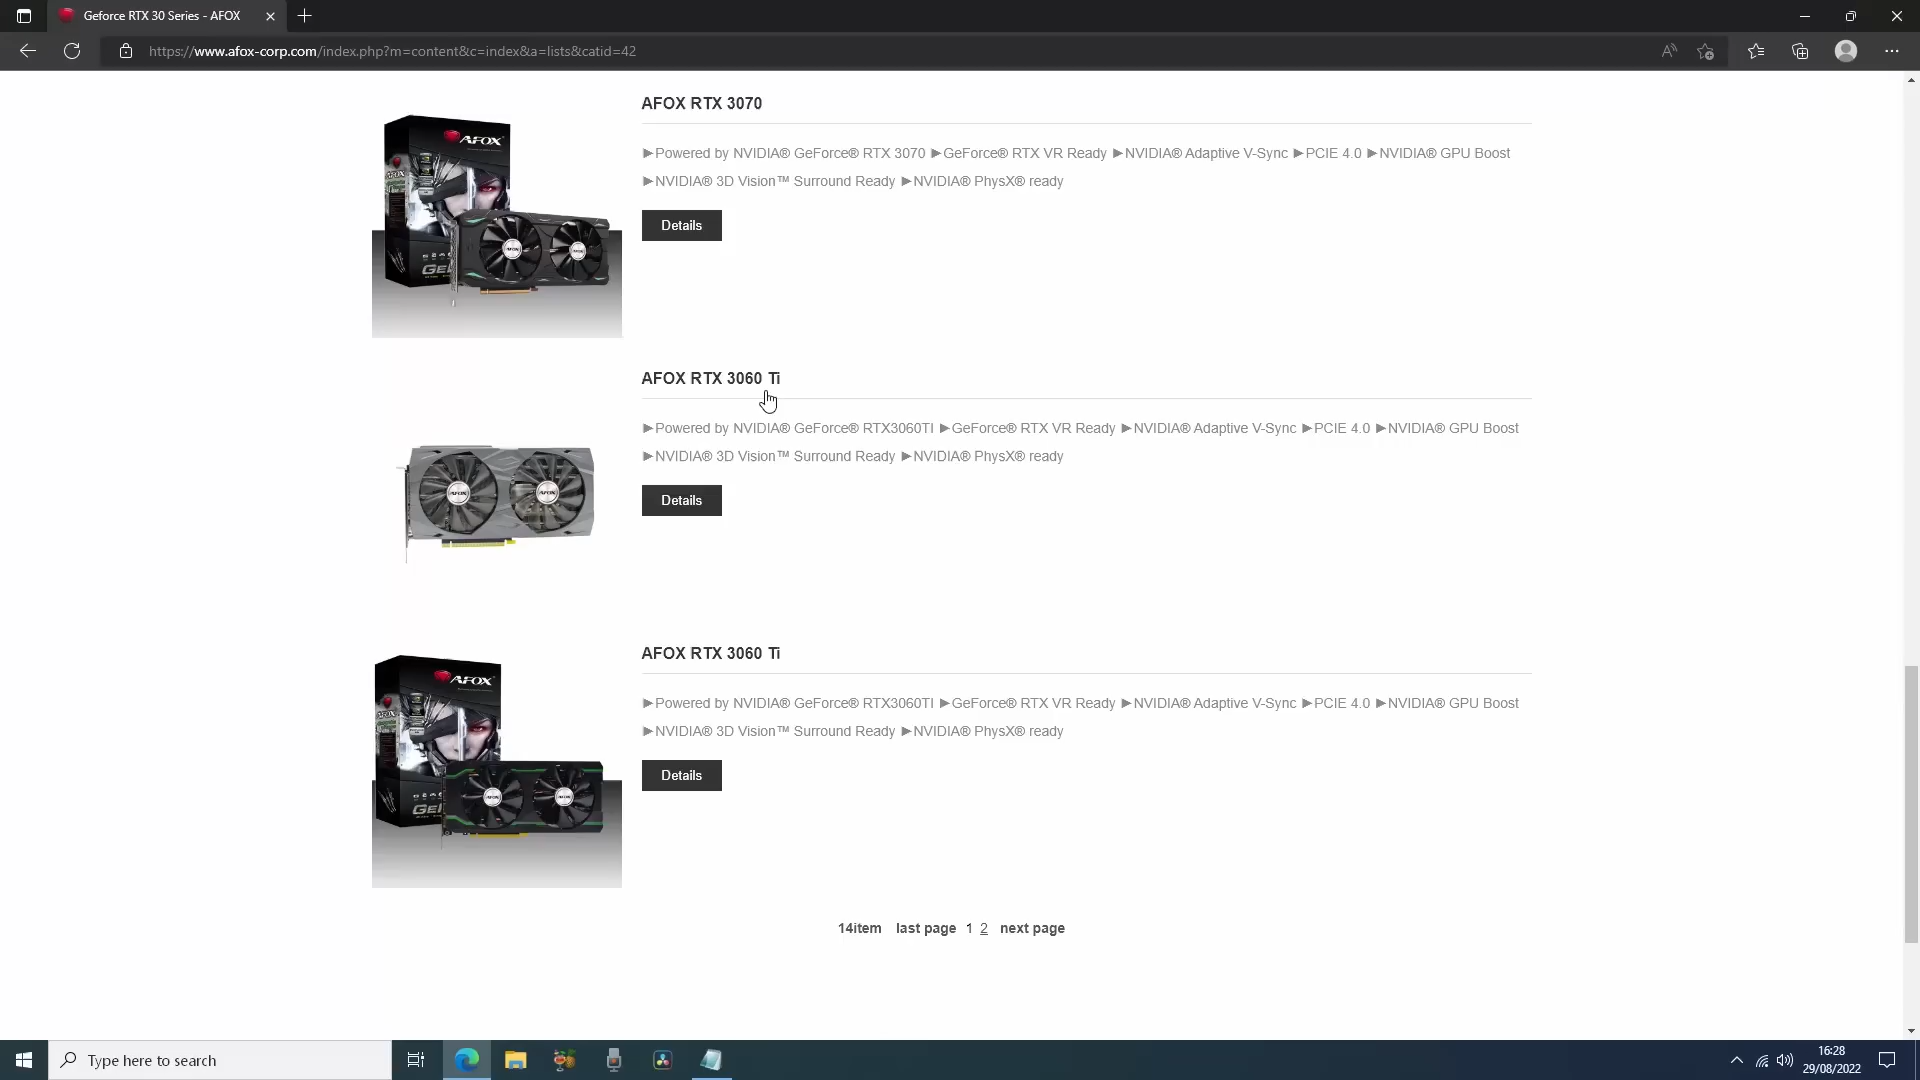 Geforce RTX 30 Series - AFOX
https://www.afox-corp.com/index.php?m=content&c=index&a=lists&catid=42
AFOX RTX 3070
►Powered by NVIDIA® GeForce® RTX 3070 ►GeForce® RTX VR Ready ►NVIDIA® Adaptive V-Sync ►PCIE 4.0 ►NVIDIA® GPU Boost
►NVIDIA® 3D Vision™ Surround Ready ►NVIDIA® PhysX® ready
Details
AFOX
AFOX RTX 3060 Ti
►Powered by NVIDIA® GeForce® RTX3060TI ►GeForce® RTX VR Ready ►NVIDIA® Adaptive V-Sync ►PCIE 4.0 ►NVIDIA® GPU Boost
►NVIDIA® 3D Vision™ Surround Ready ►NVIDIA® PhysX® ready
Details
AFOX RTX 3060 Ti
►Powered by NVIDIA® GeForce® RTX3060TI ►GeForce® RTX VR Ready ►NVIDIA® Adaptive V-Sync ►PCIE 4.0 ►NVIDIA® GPU Boost
►NVIDIA® 3D Vision™ Surround Ready ►NVIDIA® PhysX® ready
Details
AFOX
14item last page 1 2 next page
Type here to search
16:28
29/08/2022